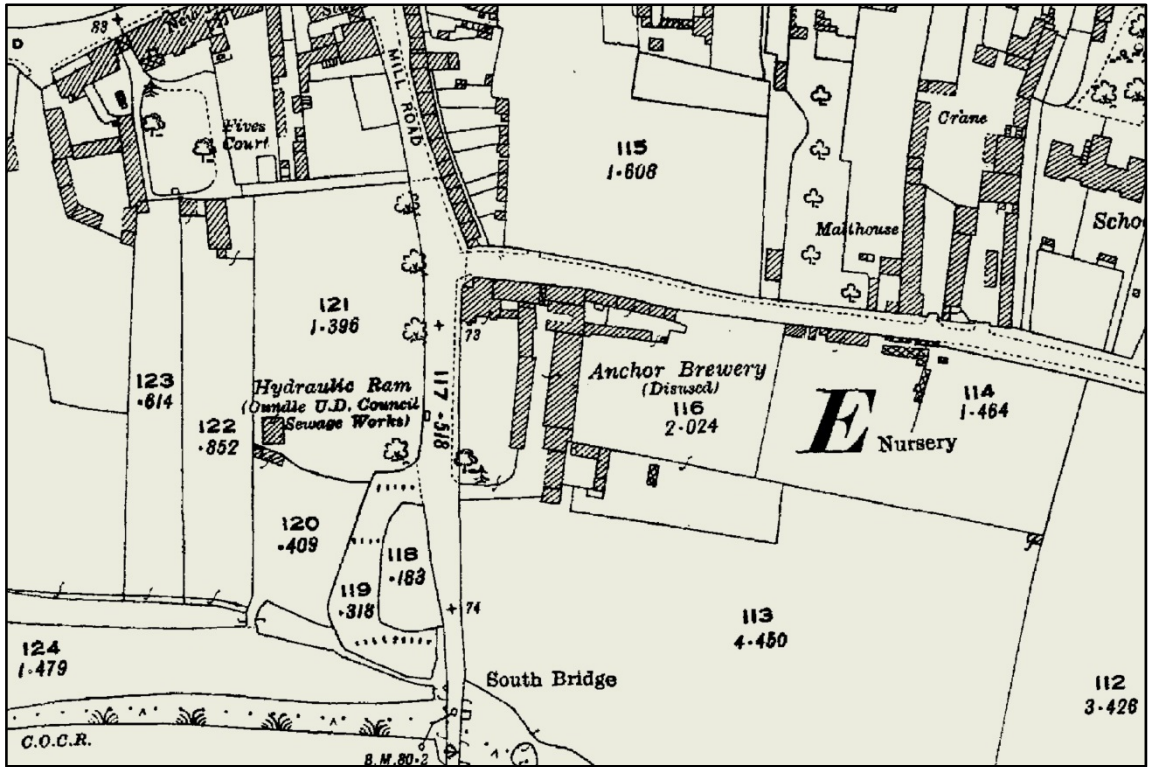 83
D
MILL ROAD
Fives
Court
115
1·608
Crane
Malthouse
Scho
121
1·396
73
123
·614
Hydraulic Ram
(Oundle U.D. Council
Sewage Works)
122
·852
117
·518
Anchor Brewery
(Disused)
116
2·024
E
Nursery
114
1·464
120
·409
118
·183
119
·318
74
113
4·450
124
1·479
South Bridge
112
3·426
C.O.C.R.
B.M.80·2